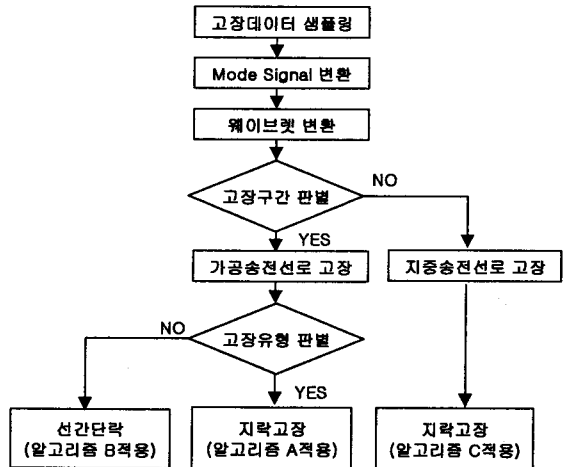 고장데이터 샘플링
Mode Signal 변환
웨이브렛 변환
고장구간 판별
NO
YES
가공송전선로 고장
지중송전선로 고장
NO
고장유형 판별
YES
선간단락
(알고리즘 B적용)
지락고장
(알고리즘 A적용)
지락고장
(알고리즘 C적용)